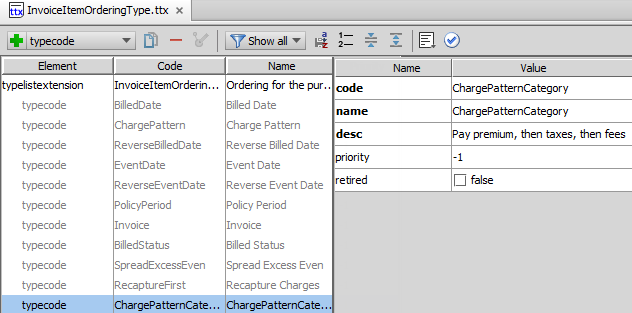 InvoiceItemOrderingType.ttx
typecode Show all
Element Code Name
typelistextension InvoiceItemOrderin... Ordering for the pur...
typecode BilledDate Billed Date
typecode ChargePattern Charge Pattern
typecode ReverseBilledDate Reverse Billed Date
typecode EventDate Event Date
typecode ReverseEventDate Reverse Event Date
typecode PolicyPeriod Policy Period
typecode Invoice Invoice
typecode BilledStatus Billed Status
typecode SpreadExcessEven Spread Excess Even
typecode RecaptureFirst Recapture Charges
typecode ChargePatternCate... ChargePatternCate...
Name Value
code ChargePatternCategory
name ChargePatternCategory
desc Pay premium, then taxes, then fees
priority -1
retired false